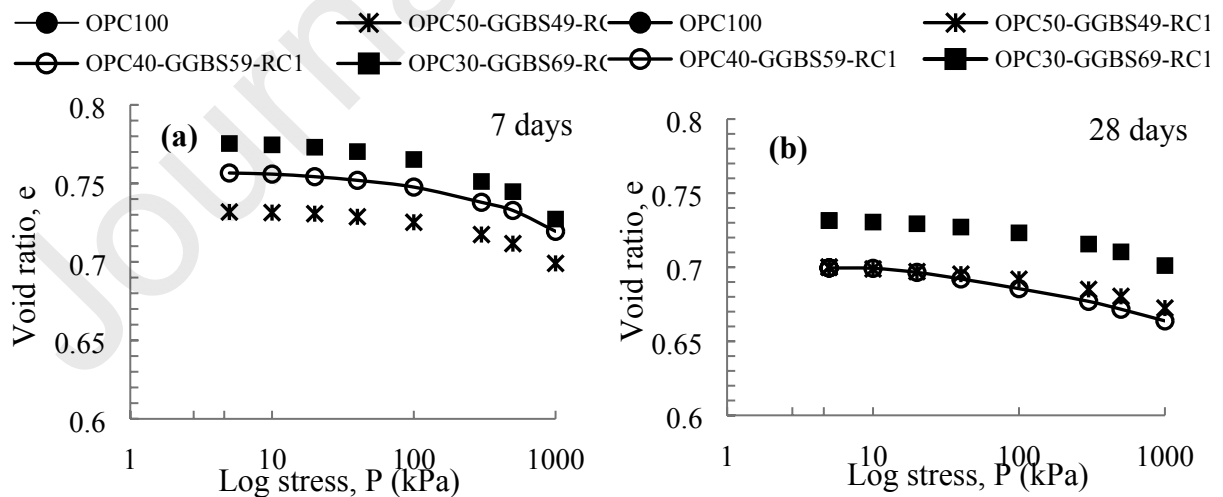 OPC100 OPC50-GGBS49-RC OPC100 OPC50-GGBS49-RC1
OPC40-GGBS59-RC1 OPC30-GGBS69-RC OPC40-GGBS59-RC1 OPC30-GGBS69-RC1
Journal
(a) 7 days
Void ratio, e
0.8
0.75
0.7
0.65
0.6
1 10 100 1000
Log stress, P (kPa)
(b) 28 days
Void ratio, e
0.8
0.75
0.7
0.65
0.6
1 10 100 1000
Log stress, P (kPa)